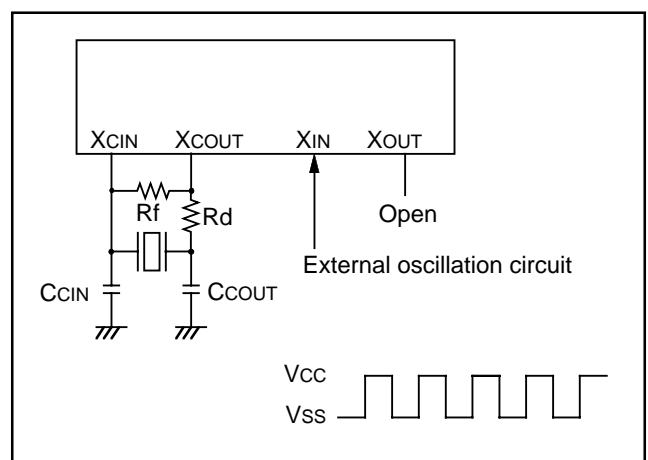 XCIN XCOUT XIN XOUT
Rf
Rd
Open
External oscillation circuit
CCIN
CCOUT
VCC
VSS